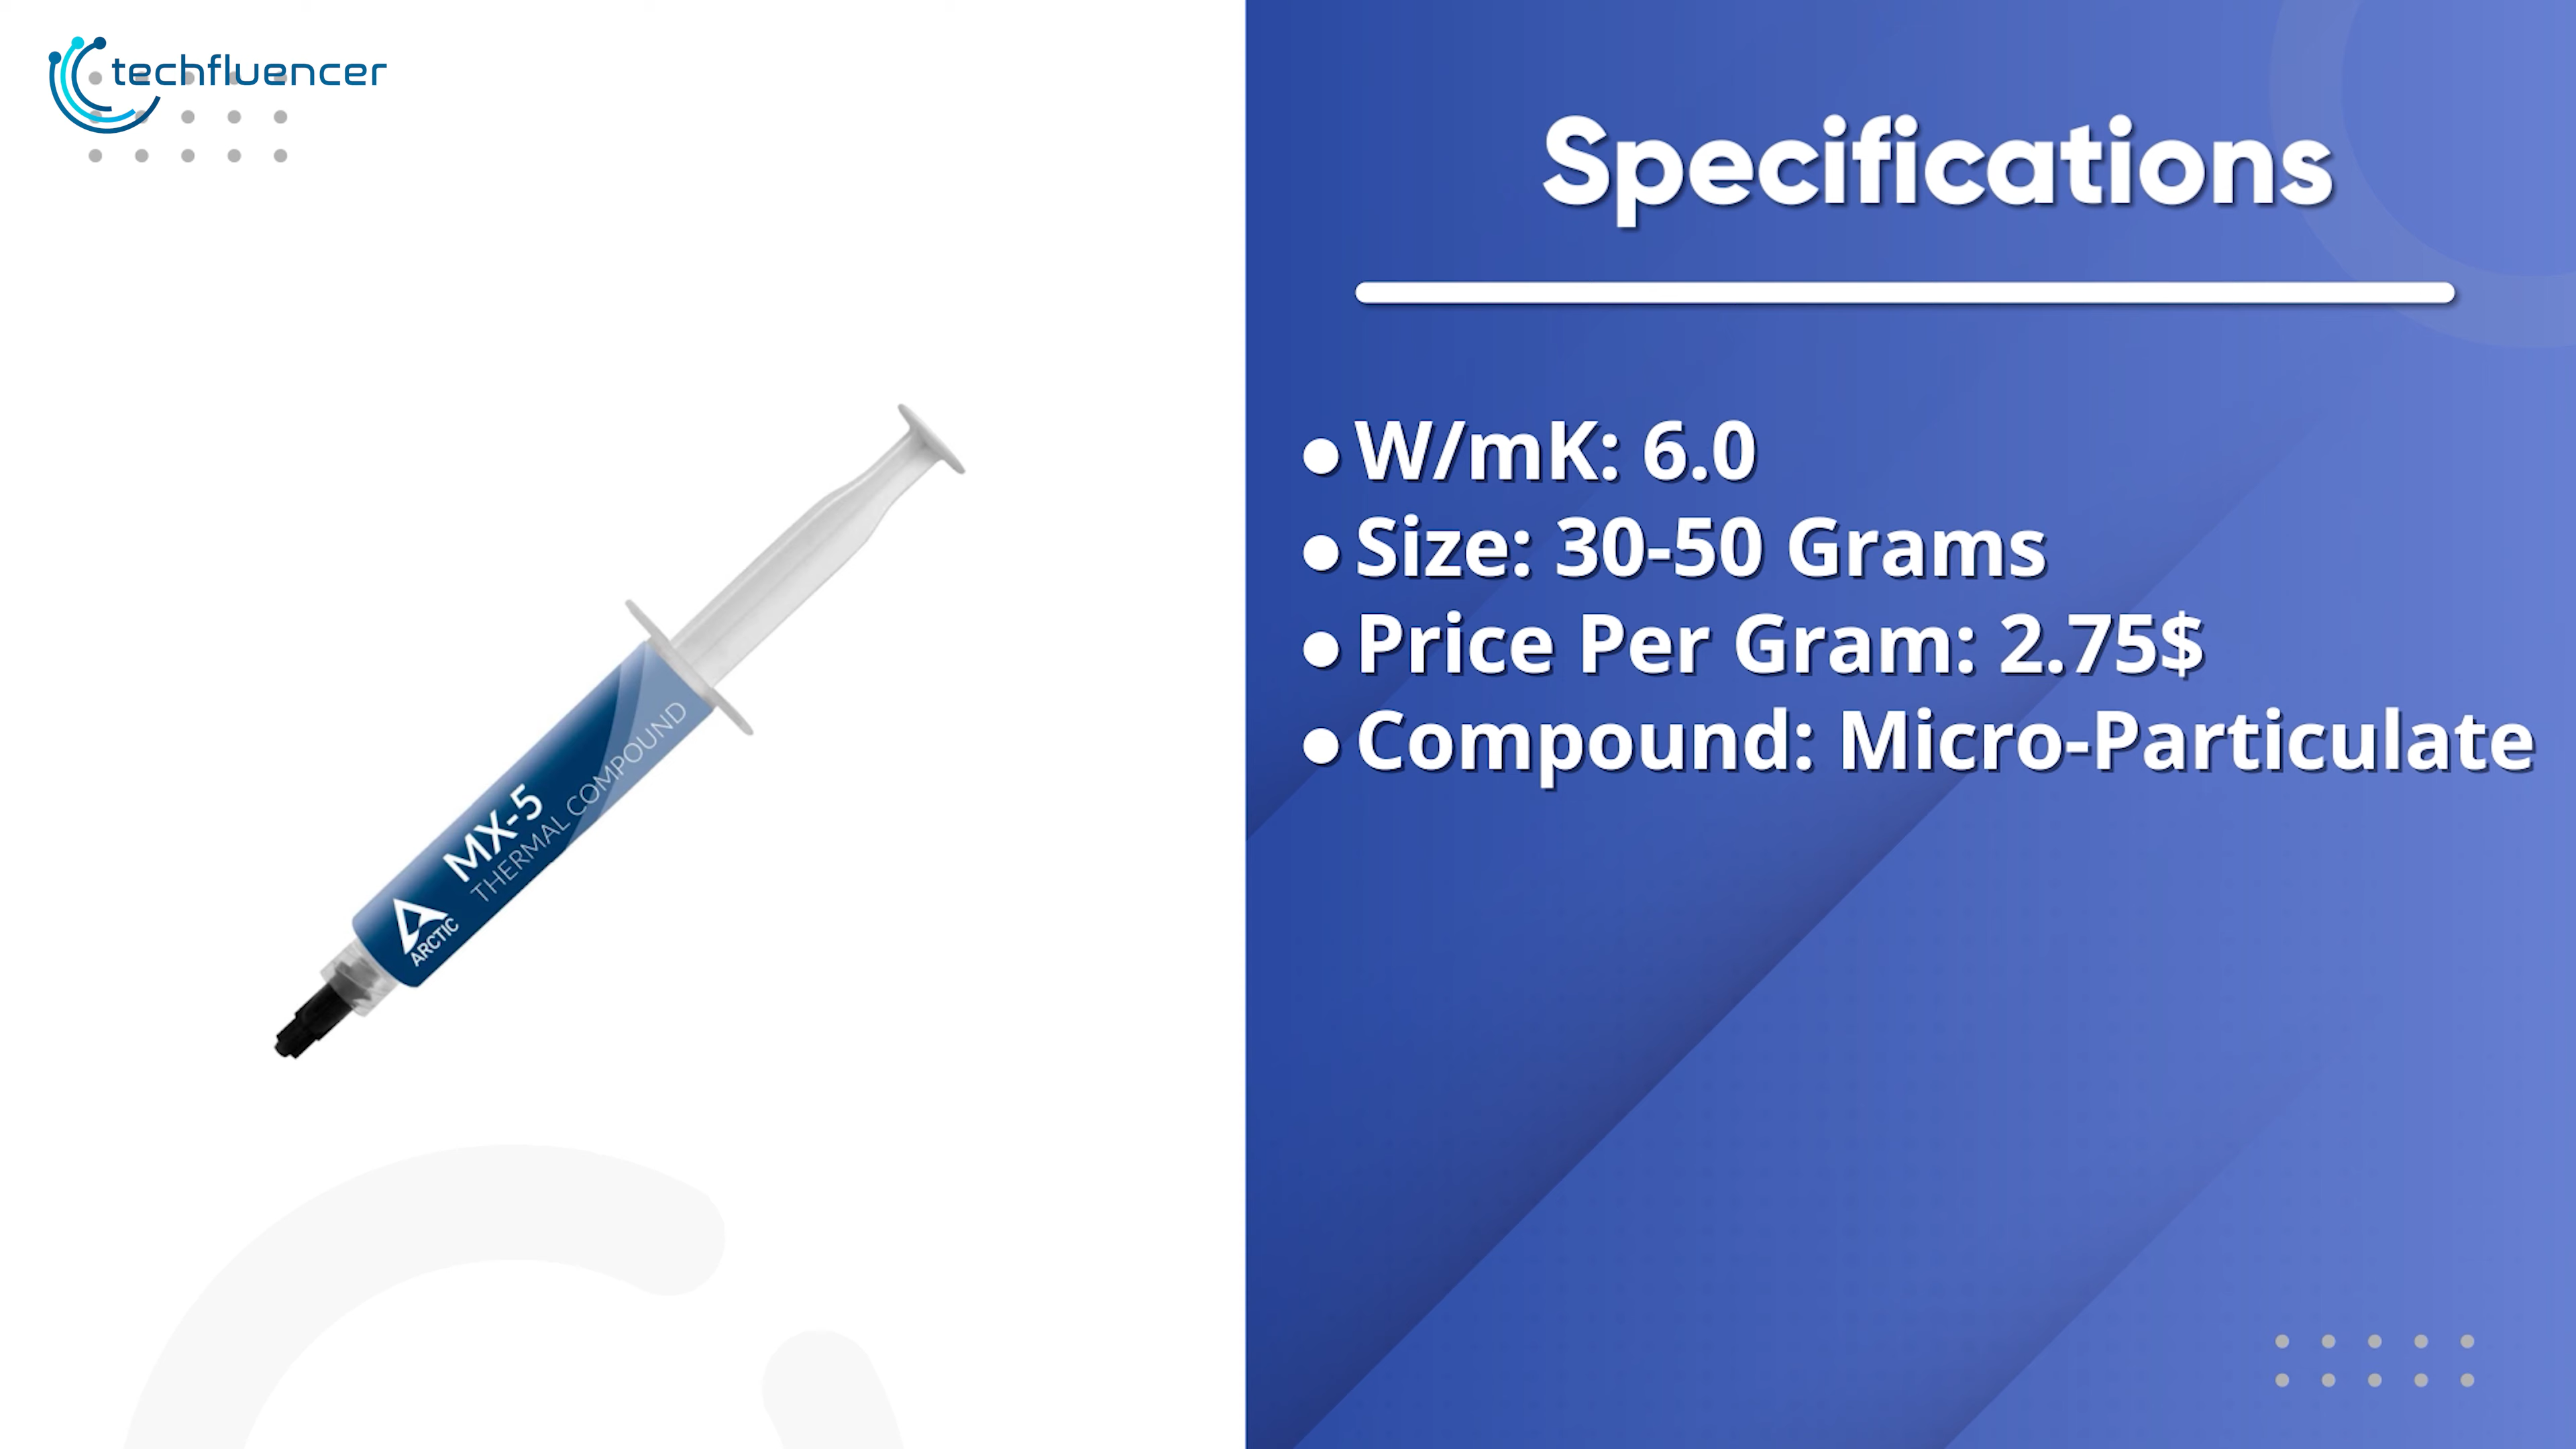 techfluencer
Specifications
● W/mK: 6.0
● Size: 30-50 Grams
● Price Per Gram: 2.75$
● Compound: Micro-Particulate
MX-5
THERMAL COMPOUND
ARCTIC